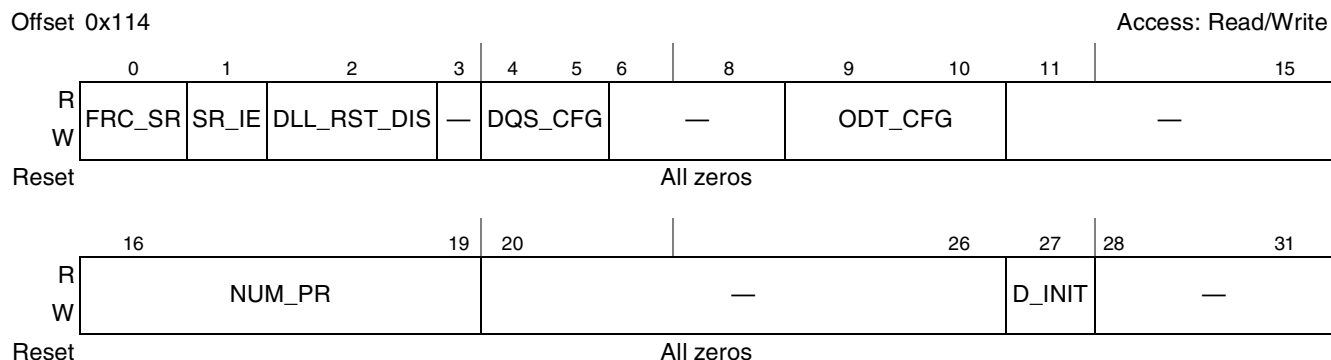 Offset 0x114 Access: Read/Write
0 1 2 3 4 5 6 8 9 10 11 15
R
W
FRC_SR SR_IE DLL_RST_DIS — DQS_CFG — ODT_CFG —
Reset All zeros
16 19 20 26 27 28 31
R
W
NUM_PR — D_INIT —
Reset All zeros